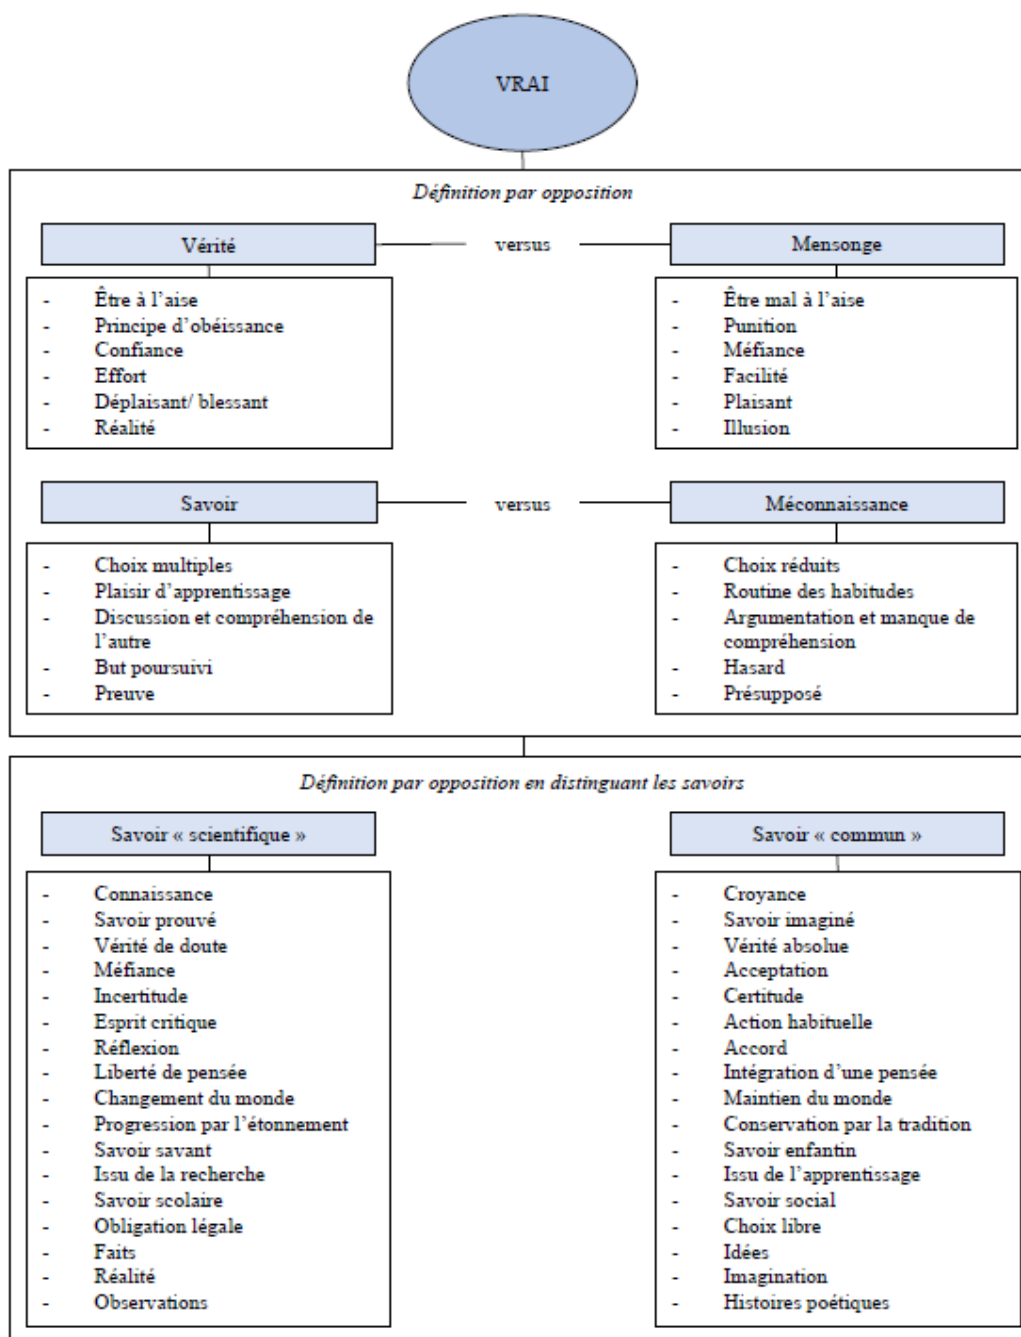 VRAI
Définition par opposition
Vérité versus Mensonge
- Être à l’aise
- Principe d’obéissance
- Confiance
- Effort
- Déplaisant/ blessant
- Réalité
- Être mal à l’aise
- Punition
- Méfiance
- Facilité
- Plaisant
- Illusion
Savoir versus Méconnaissance
- Choix multiples
- Plaisir d’apprentissage
- Discussion et compréhension de
l’autre
- But poursuivi
- Preuve
- Choix réduits
- Routine des habitudes
- Argumentation et manque de
compréhension
- Hasard
- Présupposé
Définition par opposition en distinguant les savoirs
Savoir « scientifique »
- Connaissance
- Savoir prouvé
- Vérité de doute
- Méfiance
- Incertitude
- Esprit critique
- Réflexion
- Liberté de pensée
- Changement du monde
- Progression par l’étonnement
- Savoir savant
- Issu de la recherche
- Savoir scolaire
- Obligation légale
- Faits
- Réalité
- Observations
Savoir « commun »
- Croyance
- Savoir imaginé
- Vérité absolue
- Acceptation
- Certitude
- Action habituelle
- Accord
- Intégration d’une pensée
- Maintien du monde
- Conservation par la tradition
- Savoir enfantin
- Issu de l’apprentissage
- Savoir social
- Choix libre
- Idées
- Imagination
- Histoires poétiques